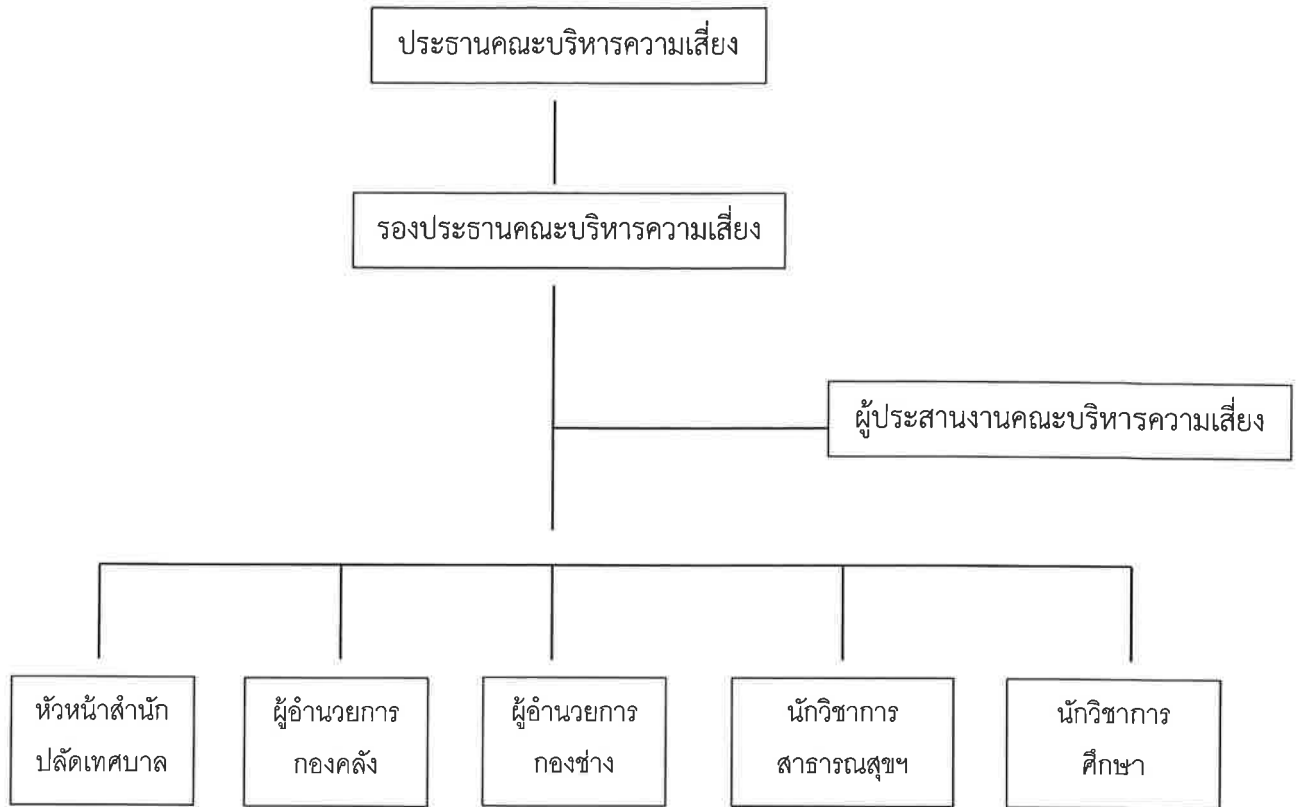 ประธานคณะบริหารความเสี่ยง
รองประธานคณะบริหารความเสี่ยง
ผู้ประสานงานคณะบริหารความเสี่ยง
หัวหน้าสำนัก
ปลัดเทศบาล
ผู้อำนวยการ
กองคลัง
ผู้อำนวยการ
กองช่าง
นักวิชาการ
สาธารณสุขฯ
นักวิชาการ
ศึกษา